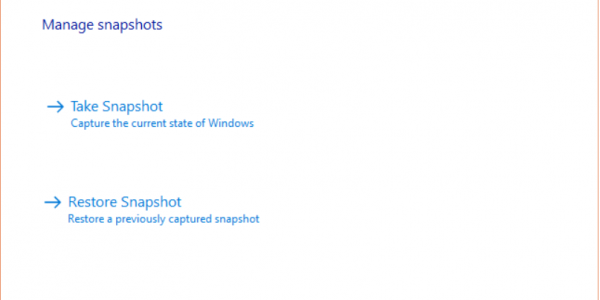 Manage snapshots
Take Snapshot
Capture the current state of Windows
Restore Snapshot
Restore a previously captured snapshot